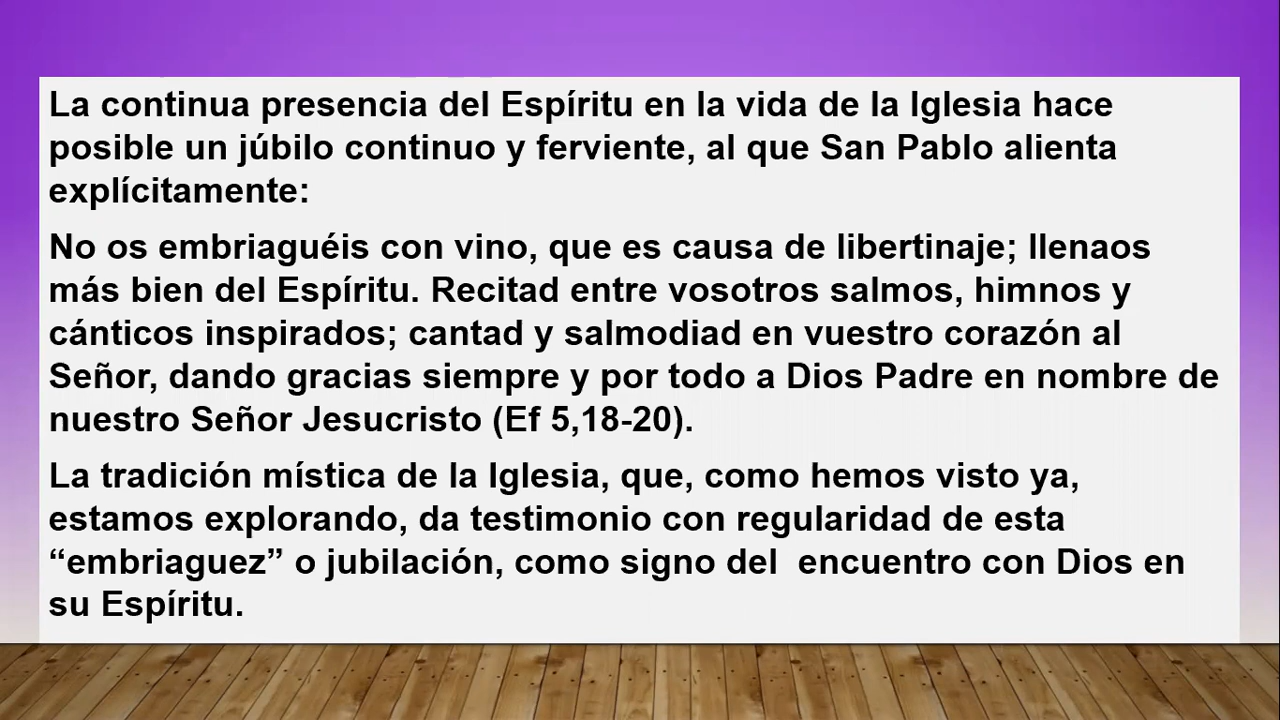 La continua presencia del Espíritu en la vida de la Iglesia hace
posible un júbilo continuo y ferviente, al que San Pablo alienta
explícitamente:
No os embriaguéis con vino, que es causa de libertinaje; llenaos
más bien del Espíritu. Recitad entre vosotros salmos, himnos y
cánticos inspirados; cantad y salmodiad en vuestro corazón al
Señor, dando gracias siempre y por todo a Dios Padre en nombre de
nuestro Señor Jesucristo (Ef 5,18-20).
La tradición mística de la Iglesia, que, como hemos visto ya,
estamos explorando, da testimonio con regularidad de esta
“embriaguez” o jubilación, como signo del  encuentro con Dios en
su Espíritu.